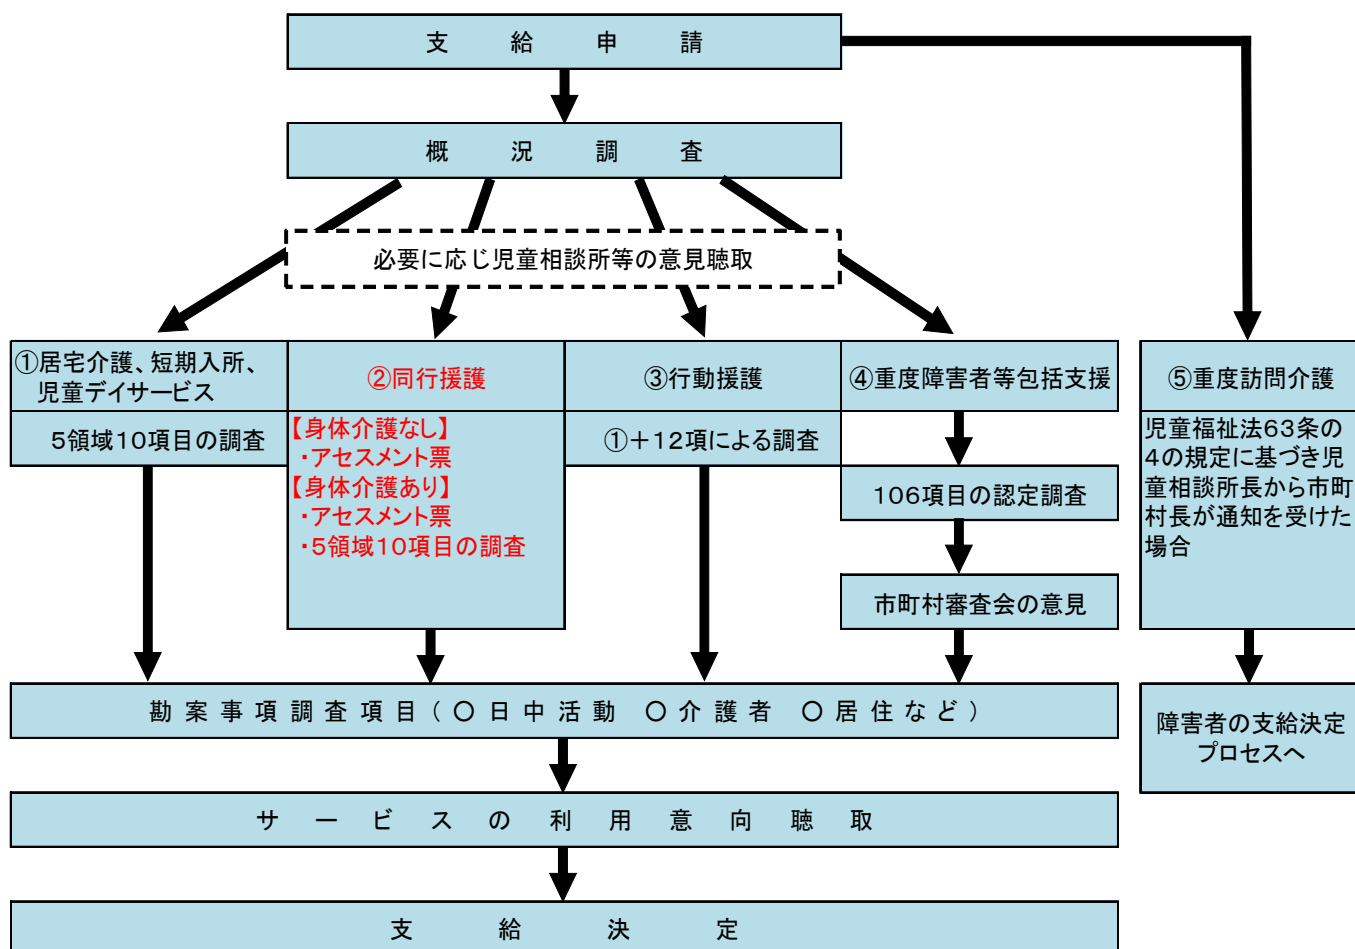 支給申請
概況調査
必要に応じ児童相談所等の意見聴取
①居宅介護、短期入所、
児童デイサービス
5領域10項目の調査
②同行援護
【身体介護なし】
・アセスメント票
【身体介護あり】
・アセスメント票
・5領域10項目の調査
③行動援護
①＋12項による調査
④重度障害者等包括支援
106項目の認定調査
市町村審査会の意見
⑤重度訪問介護
児童福祉法63条の
4の規定に基づき児
童相談所長から市町
村長が通知を受けた
場合
勘案事項調査項目(〇日中活動 〇介護者 〇居住など)
障害者の支給決定
プロセスへ
サービスの利用意向聴取
支給決定